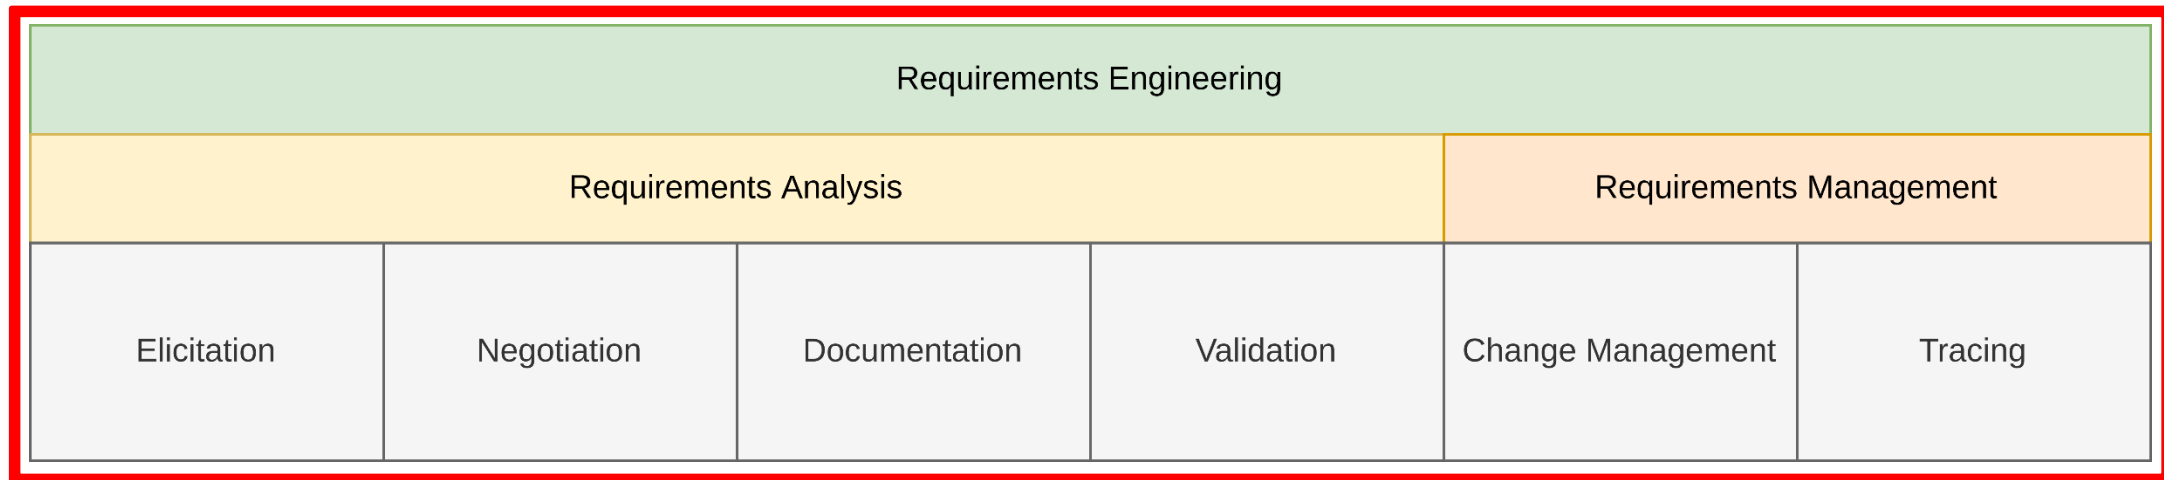 Requirements Engineering
Requirements Analysis
Requirements Management
Elicitation
Negotiation
Documentation
Validation
Change Management
Tracing